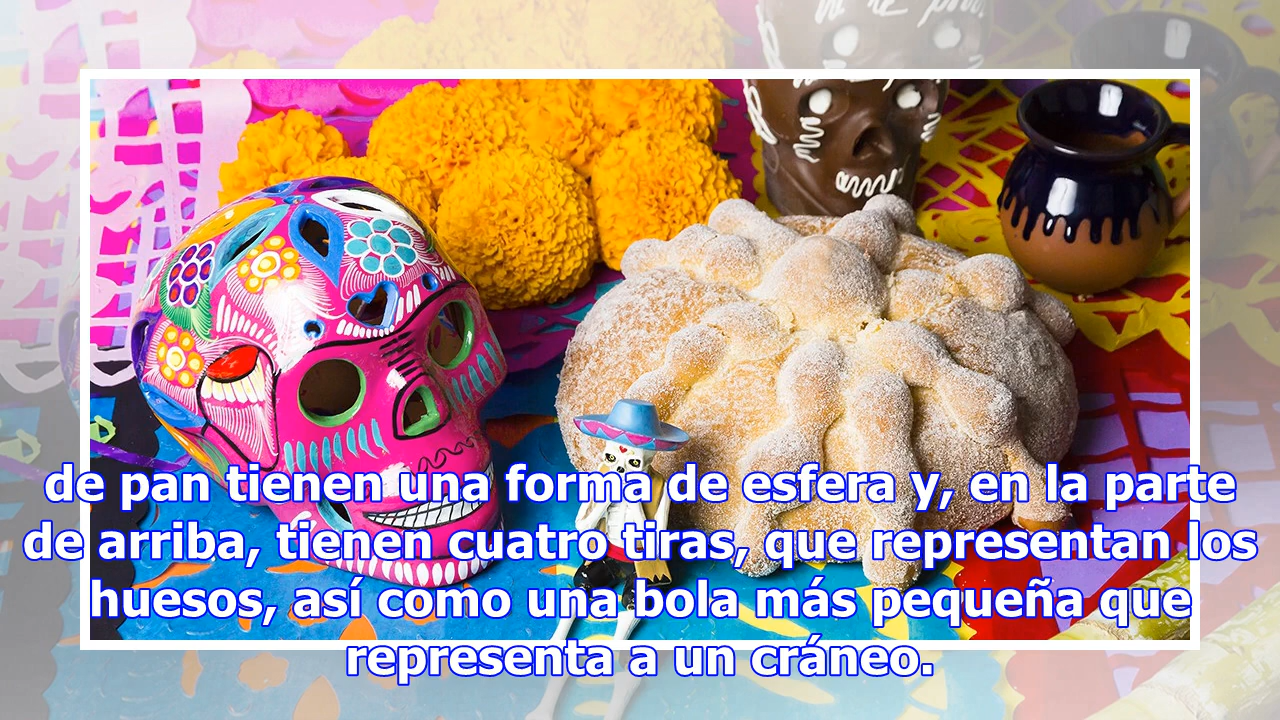 de pan tienen una forma de esfera y, en la parte
de arriba, tienen cuatro tiras, que representan los
huesos, así como una bola más pequeña que
representa a un cráneo.